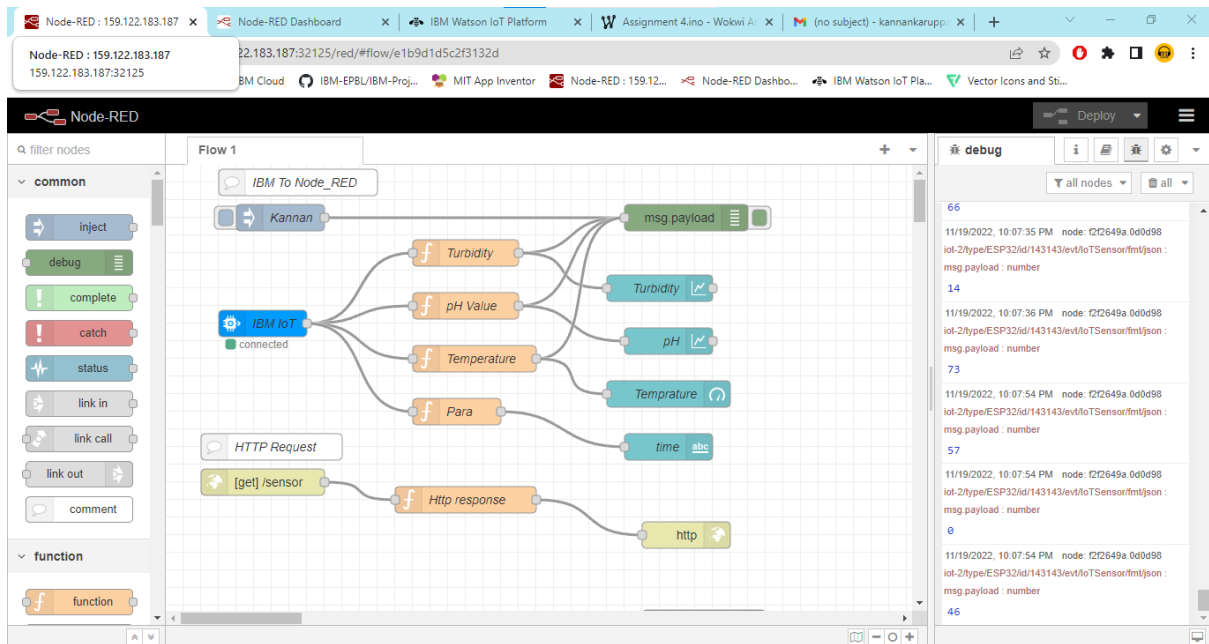 Node-RED : 159.122.183.187
Node-RED Dashboard
IBM Watson IoT Platform
Assignment 4.ino - Wokwi Ar
(no subject) - kannankarupp
Node-RED : 159.122.183.187
159.122.183.187:32125
22.183.187:32125/red/#flow/e1b9d1d5c2f3132d
BM Cloud
IBM-EPBL/IBM-Proj...
MIT App Inventor
Node-RED : 159.12...
Node-RED Dashbo...
IBM Watson IoT Pla...
Vector Icons and Sti...
Node-RED
Deploy
filter nodes
common
inject
debug
complete
catch
status
link in
link call
link out
comment
function
function
Flow 1
IBM To Node_RED
Kannan
msg.payload
Turbidity
Turbidity
pH Value
IBM IoT
connected
pH
Temperature
Temprature
Para
time
abc
HTTP Request
[get] /sensor
Http response
http
debug
all nodes
all
66
11/19/2022, 10:07:35 PM node: f2f2649a.0d0d98
iot-2/type/ESP32/id/143143/evt/IoTSensor/fmt/json :
msg.payload : number
14
11/19/2022, 10:07:36 PM node: f2f2649a.0d0d98
iot-2/type/ESP32/id/143143/evt/IoTSensor/fmt/json :
msg.payload : number
73
11/19/2022, 10:07:54 PM node: f2f2649a.0d0d98
iot-2/type/ESP32/id/143143/evt/IoTSensor/fmt/json :
msg.payload : number
57
11/19/2022, 10:07:54 PM node: f2f2649a.0d0d98
iot-2/type/ESP32/id/143143/evt/IoTSensor/fmt/json :
msg.payload : number
0
11/19/2022, 10:07:54 PM node: f2f2649a.0d0d98
iot-2/type/ESP32/id/143143/evt/IoTSensor/fmt/json :
msg.payload : number
46